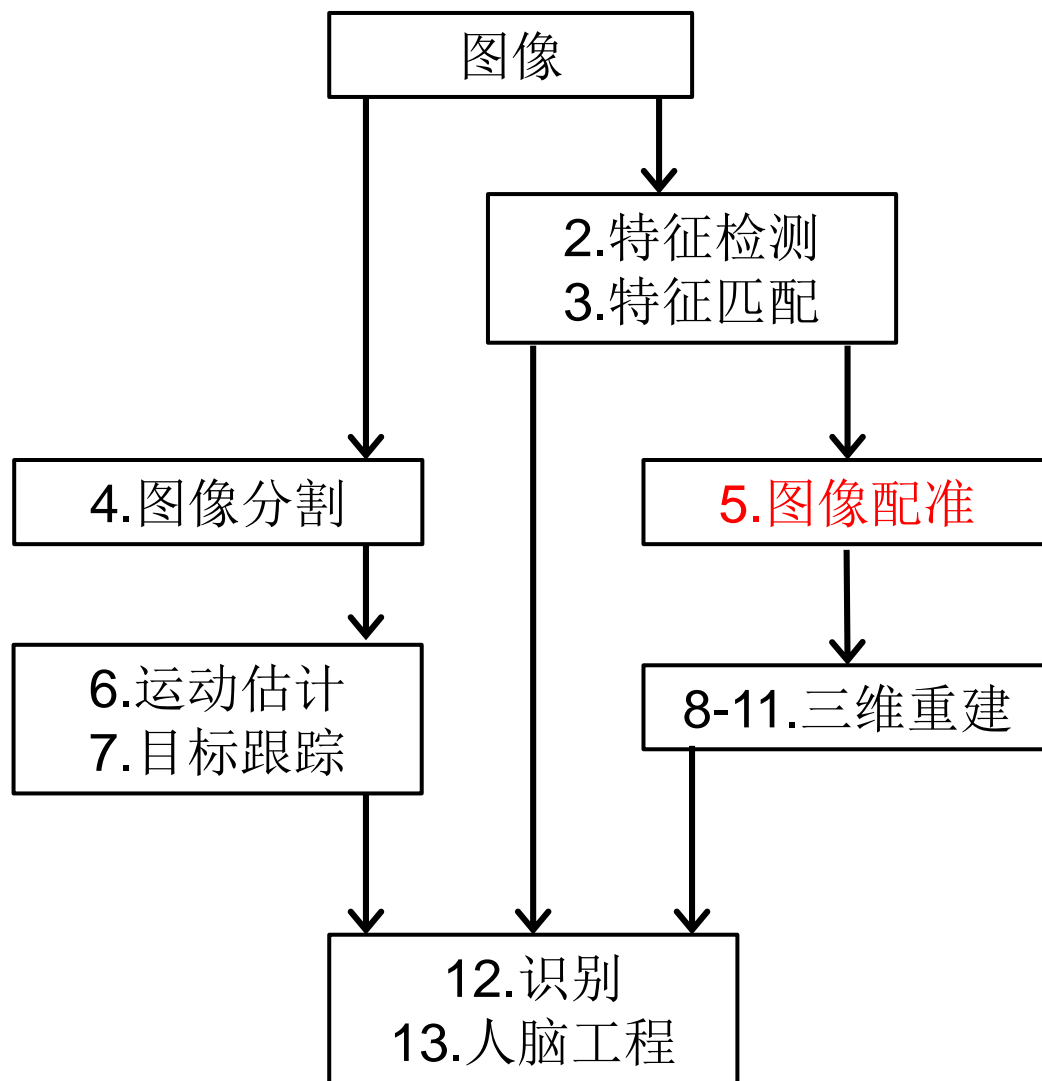 图像
2.特征检测
3.特征匹配
4.图像分割
5.图像配准
6.运动估计
7.目标跟踪
8-11.三维重建
12.识别
13.人脑工程